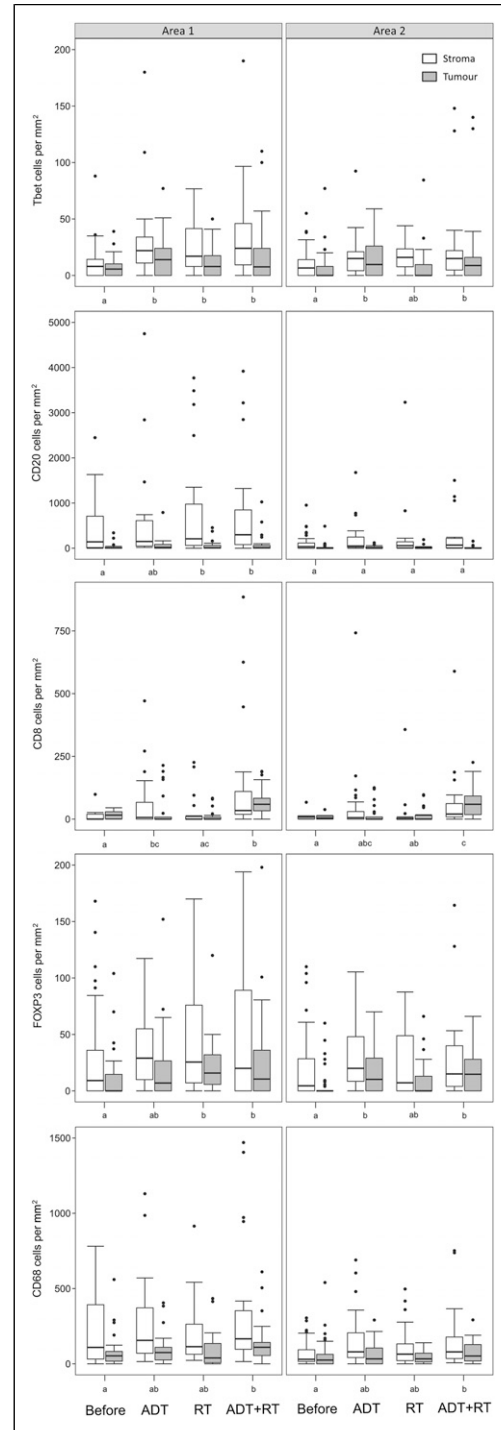 Area 1 Area 2
Stroma
Tumour
Tbet cells per mm²
200
150
100
50
0
a b b b a b ab b
CD20 cells per mm²
5000
4000
3000
2000
1000
0
a ab b b a a a a
CD8 cells per mm²
750
500
250
0
a bc ac b a abc ab c
FOXP3 cells per mm²
200
150
100
50
0
a ab b b a b ab b
CD68 cells per mm²
1500
1000
500
0
a ab ab b a ab ab b
Before ADT RT ADT+RT Before ADT RT ADT+RT